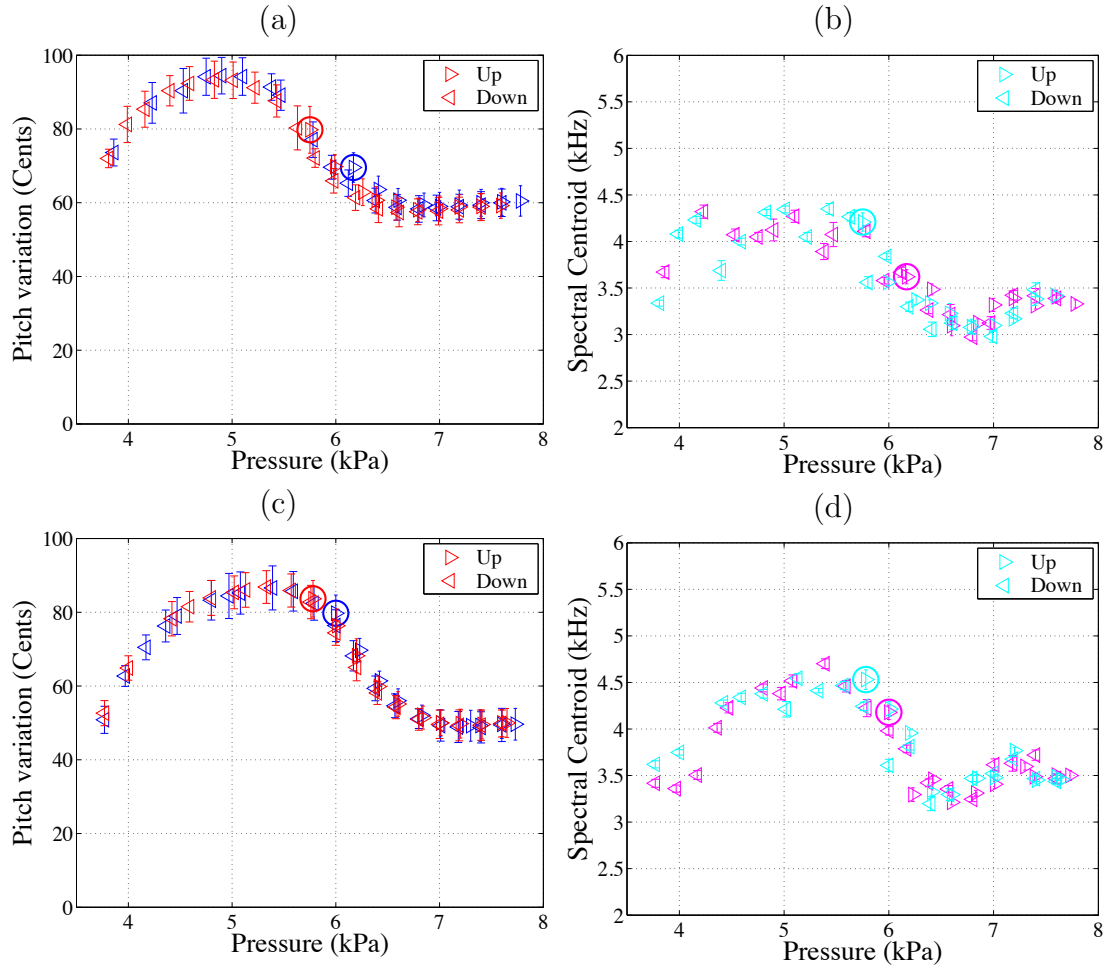 (a)
100
80
60
40
20
0
4
5
6
7
8
Pitch variation (Cents)
Pressure (kPa)
Up
Down
(b)
6
5.5
5
4.5
4
3.5
3
2.5
2
4
5
6
7
8
Spectral Centroid (kHz)
Pressure (kPa)
Up
Down
(c)
100
80
60
40
20
0
4
5
6
7
8
Pitch variation (Cents)
Pressure (kPa)
Up
Down
(d)
6
5.5
5
4.5
4
3.5
3
2.5
2
4
5
6
7
8
Spectral Centroid (kHz)
Pressure (kPa)
Up
Down